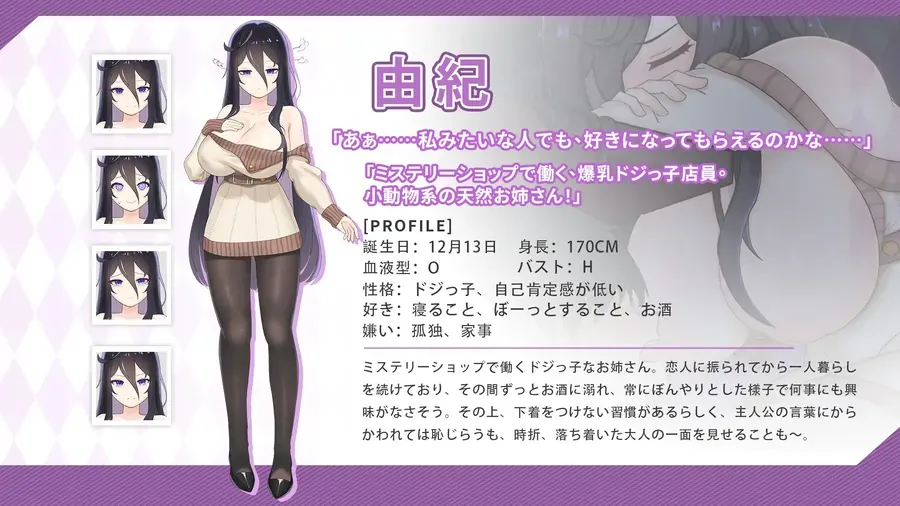 由紀
「あぁ……私みたいな人でも、好きになってもらえるのかな……」
「ミステリーショップで働く、爆乳ドジっ子店員。
小動物系の天然お姉さん！」
[PROFILE]
誕生日：12月13日　身長：170CM
血液型：O　バスト：H
性格：ドジっ子、自己肯定感が低い
好き：寝ること、ぼーっとすること、お酒
嫌い：孤独、家事
ミステリーショップで働くドジっ子なお姉さん。恋人に振られてから一人暮らし
を続けており、その間ずっとお酒に溺れ、常にぼんやりとした様子で何事にも興
味がなさそう。その上、下着をつけない習慣があるらしく、主人公の言葉にから
かわれては恥じらうも、時折、落ち着いた大人の一面を見せることも〜。